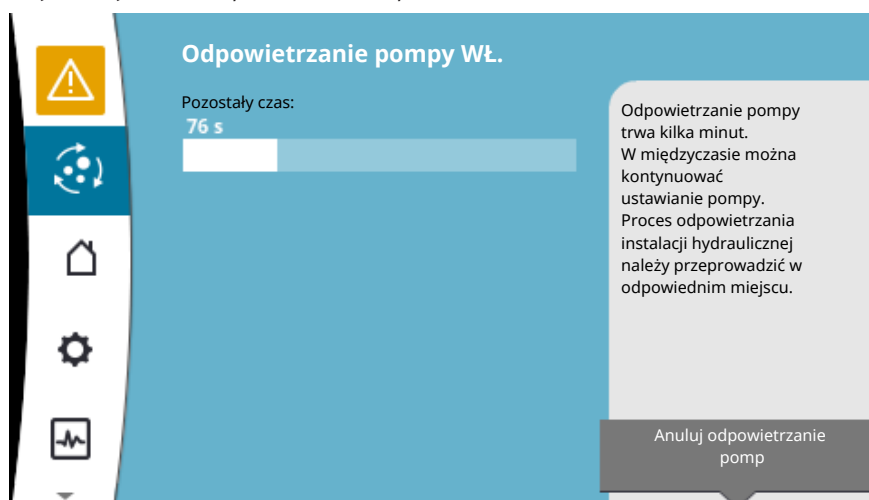 Odpowietrzanie pompy WŁ.
Pozostały czas:
76 s
Odpowietrzanie pompy
trwa kilka minut.
W międzyczasie można
kontynuować
ustawianie pompy.
Proces odpowietrzania
instalacji hydraulicznej
należy przeprowadzić w
odpowiednim miejscu.
Anuluj odpowietrzanie
pomp